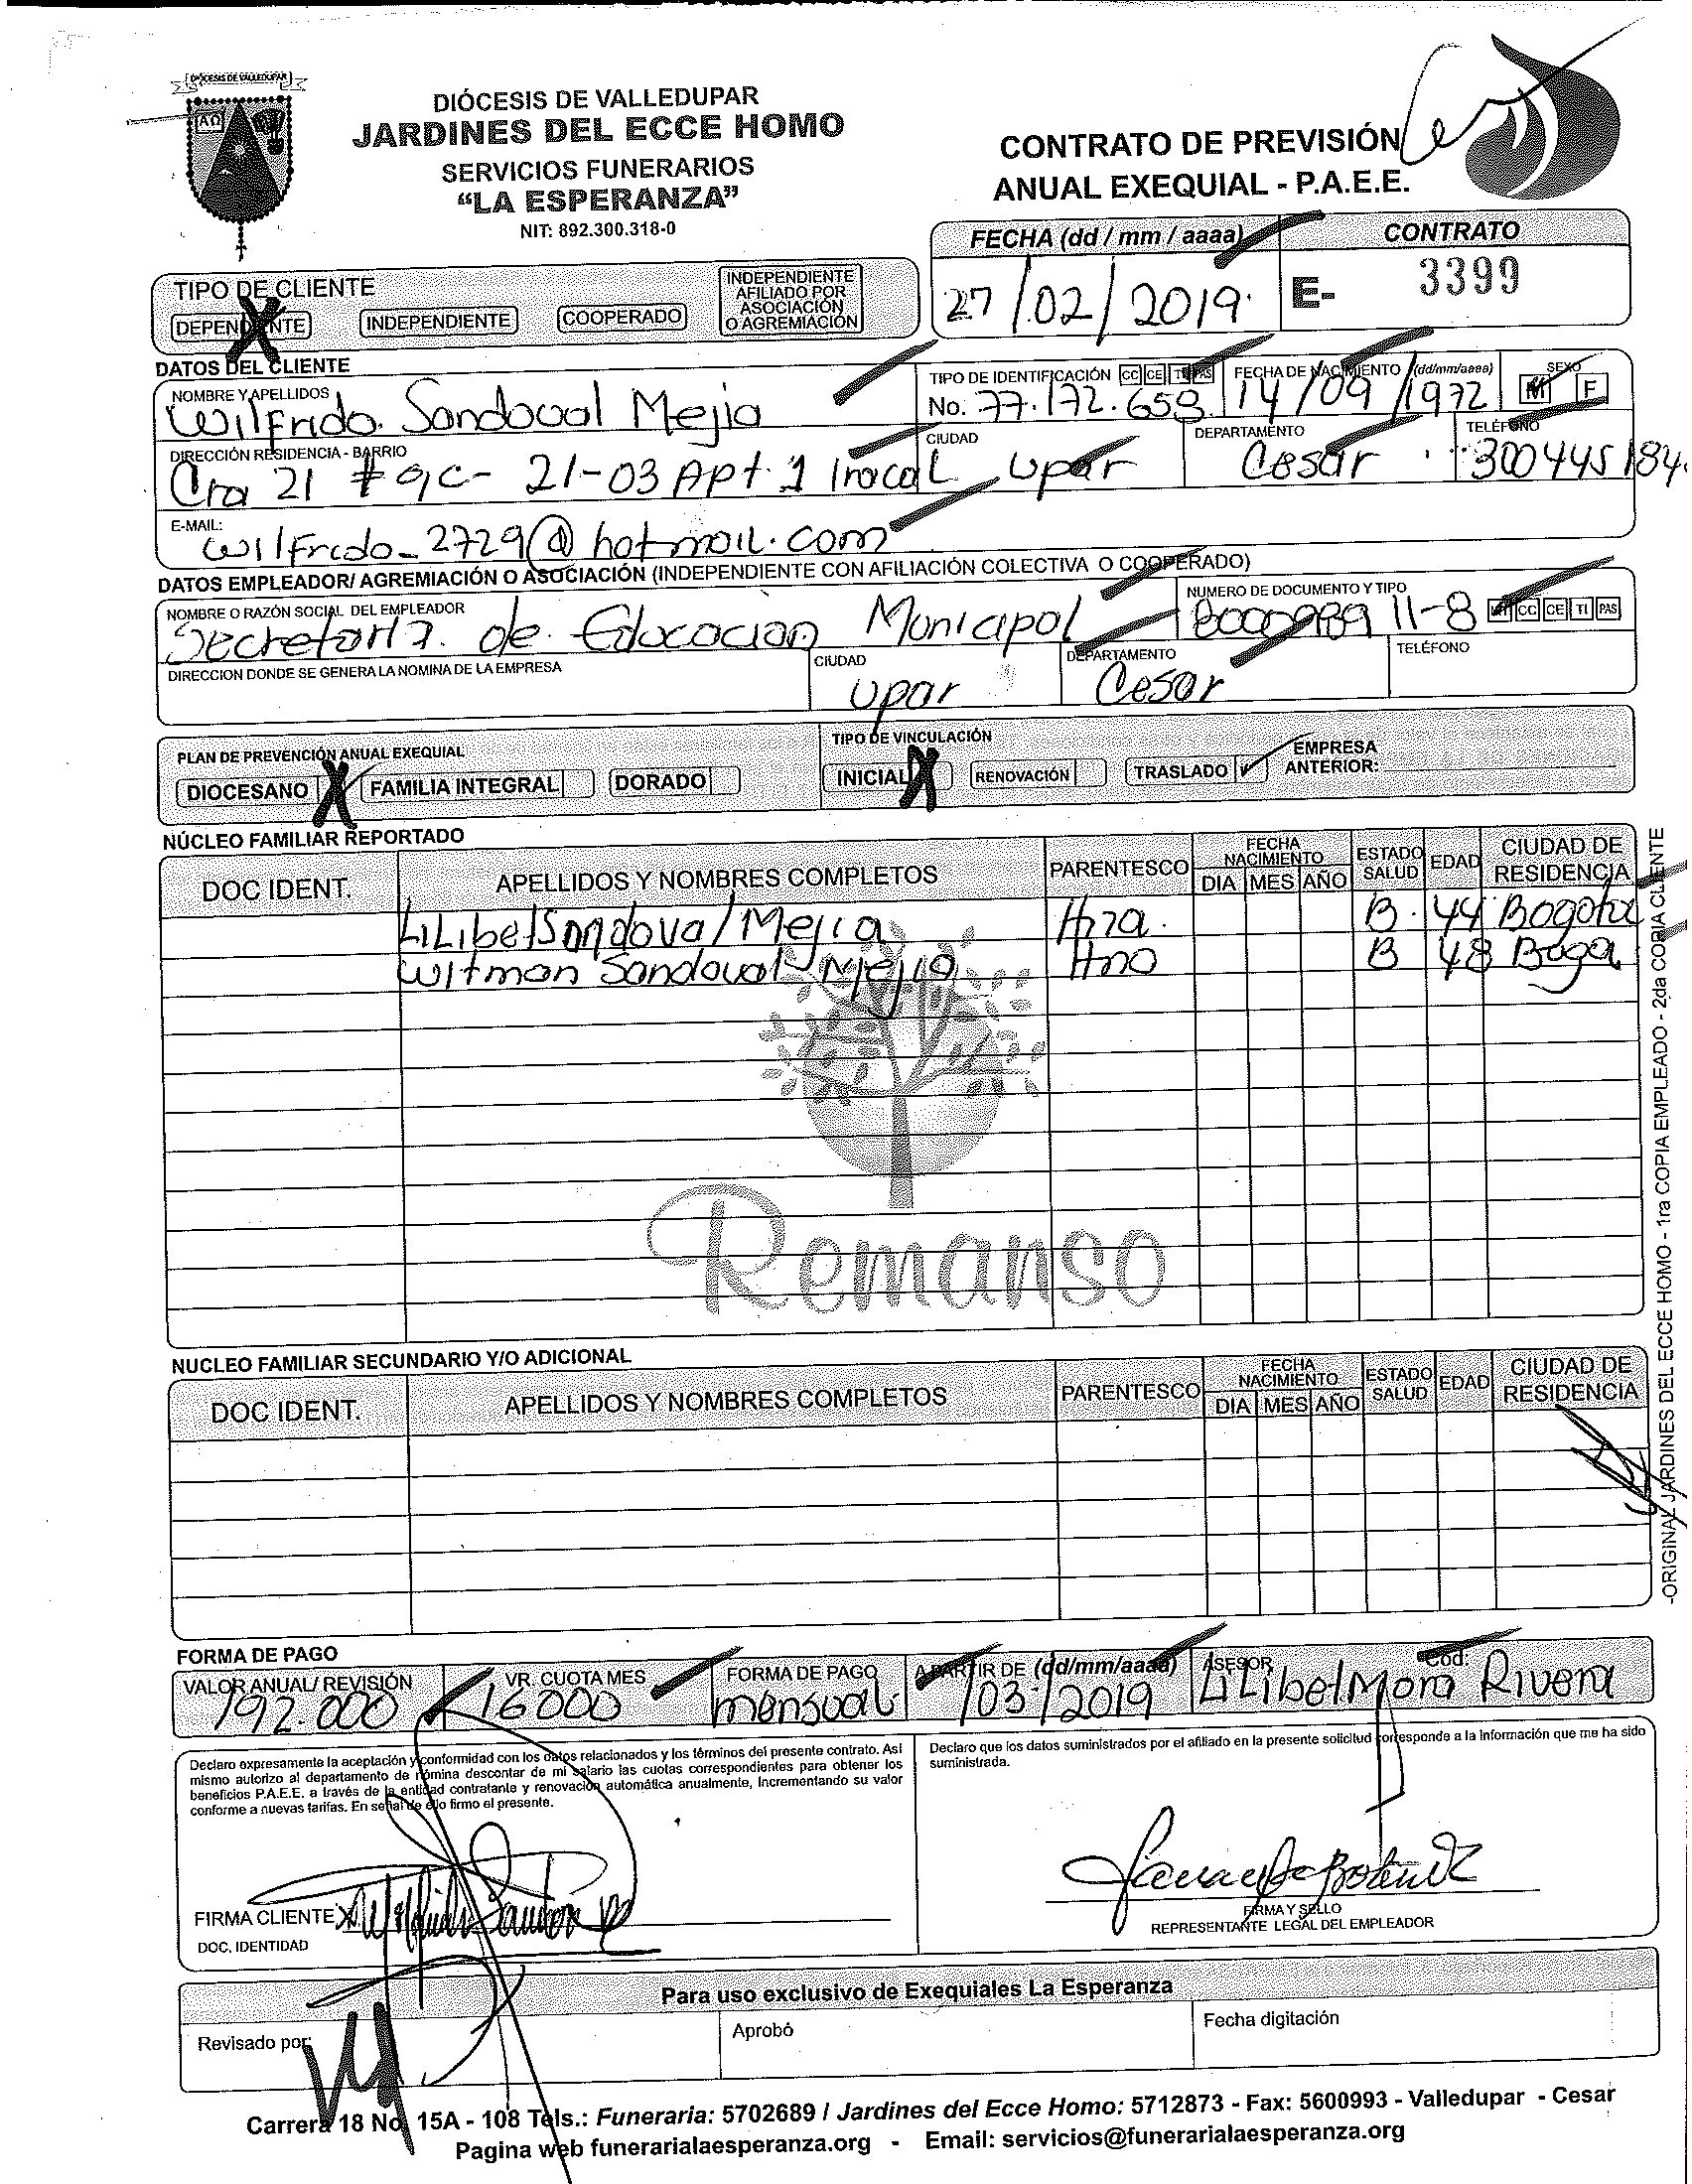 DIÓCESIS DE VALLEDUPAR
DIÓCESIS DE VALLEDUPAR
JARDINES DEL ECCE HOMO
SERVICIOS FUNERARIOS
“LA ESPERANZA”
NIT: 892.300.318-0
CONTRATO DE PREVISIÓN
ANUAL EXEQUIAL - P.A.E.E.
FECHA (dd / mm / aaaa) CONTRATO
27/02/2019 E- 3399
TIPO DE CLIENTE
DEPENDIENTE INDEPENDIENTE COOPERADO INDEPENDIENTE AFILIADO POR ASOCIACIÓN O AGREMIACIÓN
DATOS DEL CLIENTE
NOMBRE Y APELLIDOS TIPO DE IDENTIFICACIÓN CC CE TI PAS FECHA DE NACIMIENTO (dd/mm/aaaa) SEXO
Wilfrido Sandoval Mejia No. 77.172.659 14/09/1972 M F
DIRECCIÓN RESIDENCIA - BARRIO CIUDAD DEPARTAMENTO TELÉFONO
Cra 21 # 9c- 21-03 Apt. 1 Iracal Upar Cesar 300445184
E-MAIL:
wilfrido_2729@hotmail.com
DATOS EMPLEADOR/ AGREMIACIÓN O ASOCIACIÓN (INDEPENDIENTE CON AFILIACIÓN COLECTIVA O COOPERADO)
NOMBRE O RAZÓN SOCIAL DEL EMPLEADOR NUMERO DE DOCUMENTO Y TIPO
Secretaria de Educacion Municipal 800098911-8 NIT CC CE TI PAS
DIRECCION DONDE SE GENERA LA NOMINA DE LA EMPRESA CIUDAD DEPARTAMENTO TELÉFONO
Upar Cesar
PLAN DE PREVENCIÓN ANUAL EXEQUIAL TIPO DE VINCULACIÓN
DIOCESANO X FAMILIA INTEGRAL DORADO INICIAL X RENOVACIÓN TRASLADO EMPRESA ANTERIOR:
NÚCLEO FAMILIAR REPORTADO
DOC IDENT. APELLIDOS Y NOMBRES COMPLETOS PARENTESCO FECHA NACIMIENTO DIA MES AÑO ESTADO SALUD EDAD CIUDAD DE RESIDENCIA
Lilibet Sandoval Mejia Hna. B. 44 Bogota
Witman Sandoval Mejia Hno B 48 Boga
Remanso
NUCLEO FAMILIAR SECUNDARIO Y/O ADICIONAL
DOC IDENT. APELLIDOS Y NOMBRES COMPLETOS PARENTESCO FECHA NACIMIENTO DIA MES AÑO ESTADO SALUD EDAD CIUDAD DE RESIDENCIA
FORMA DE PAGO
VALOR ANUAL/ REVISIÓN VR. CUOTA MES FORMA DE PAGO A PARTIR DE (dd/mm/aaaa) ASESOR Cod:
192.000 16000 mensual /03/2019 Lilibet Mora Rivera
Declaro expresamente la aceptación y conformidad con los datos relacionados y los términos del presente contrato. Así
mismo autorizo al departamento de nómina descontar de mi salario las cuotas correspondientes para obtener los
beneficios P.A.E.E. a través de la entidad contratante y renovación automática anualmente, Incrementando su valor
conforme a nuevas tarifas. En señal de ello firmo el presente.
Declaro que los datos suministrados por el afiliado en la presente solicitud corresponde a la información que me ha sido
suministrada.
FIRMA CLIENTE
DOC. IDENTIDAD
FIRMA Y SELLO
REPRESENTANTE LEGAL DEL EMPLEADOR
Para uso exclusivo de Exequiales La Esperanza
Revisado por: Aprobó Fecha digitación
Carrera 18 No. 15A - 108 Tels.: Funeraria: 5702689 / Jardines del Ecce Homo: 5712873 - Fax: 5600993 - Valledupar - Cesar
Pagina web funerarialaesperanza.org - Email: servicios@funerarialaesperanza.org
-ORIGINAL JARDINES DEL ECCE HOMO - 1ra COPIA EMPLEADO - 2da COPIA CLIENTE